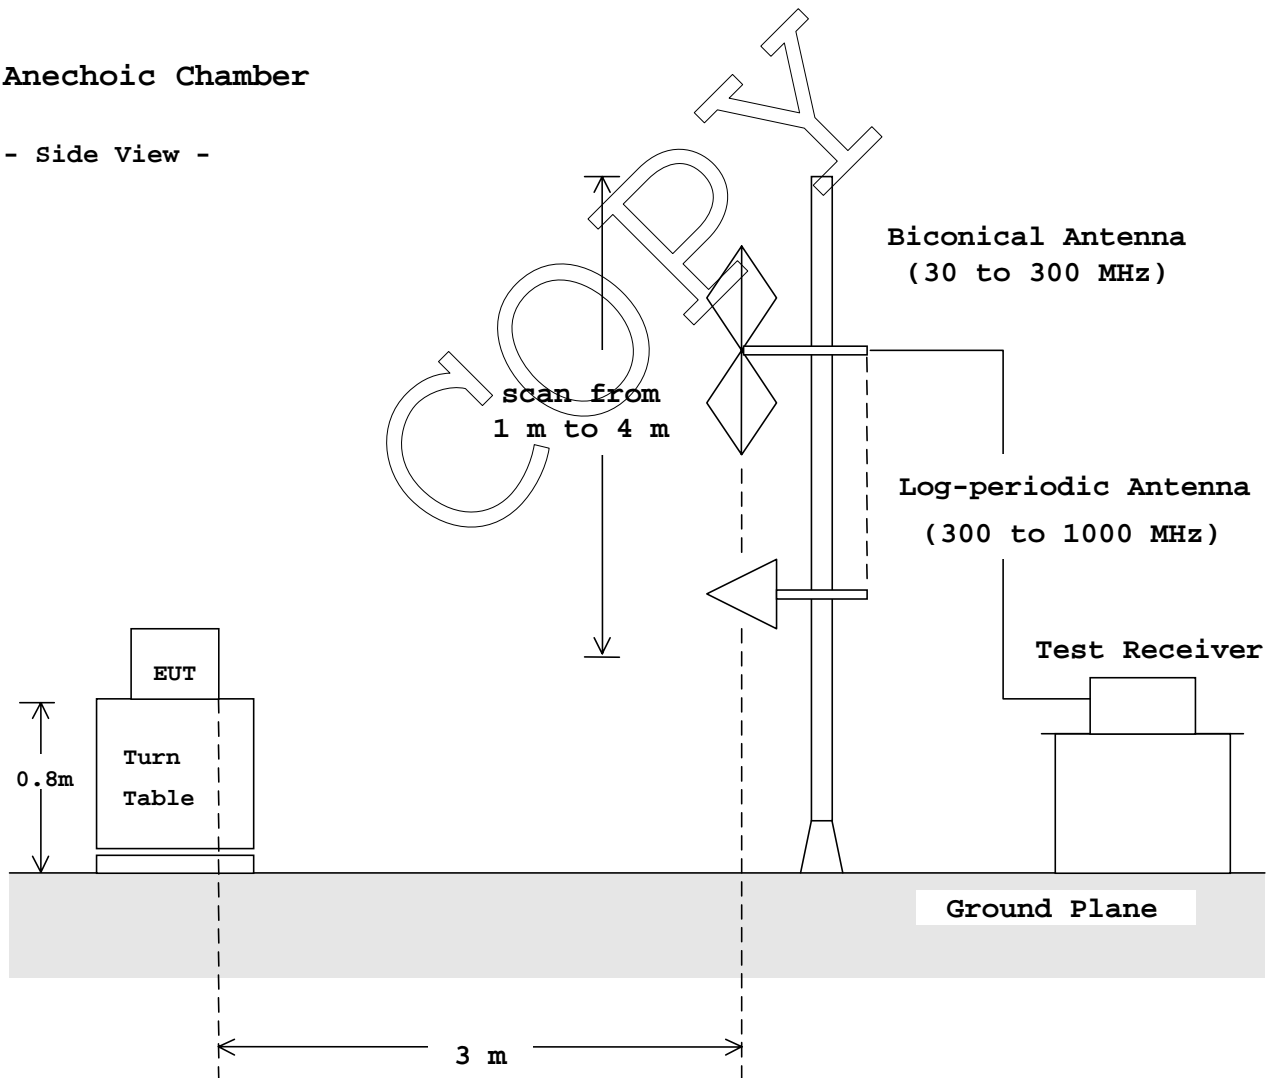 Anechoic Chamber
- Side View -
COPY
Biconical Antenna
(30 to 300 MHz)
scan from
1 m to 4 m
Log-periodic Antenna
(300 to 1000 MHz)
Test Receiver
EUT
Turn
Table
0.8m
Ground Plane
3 m